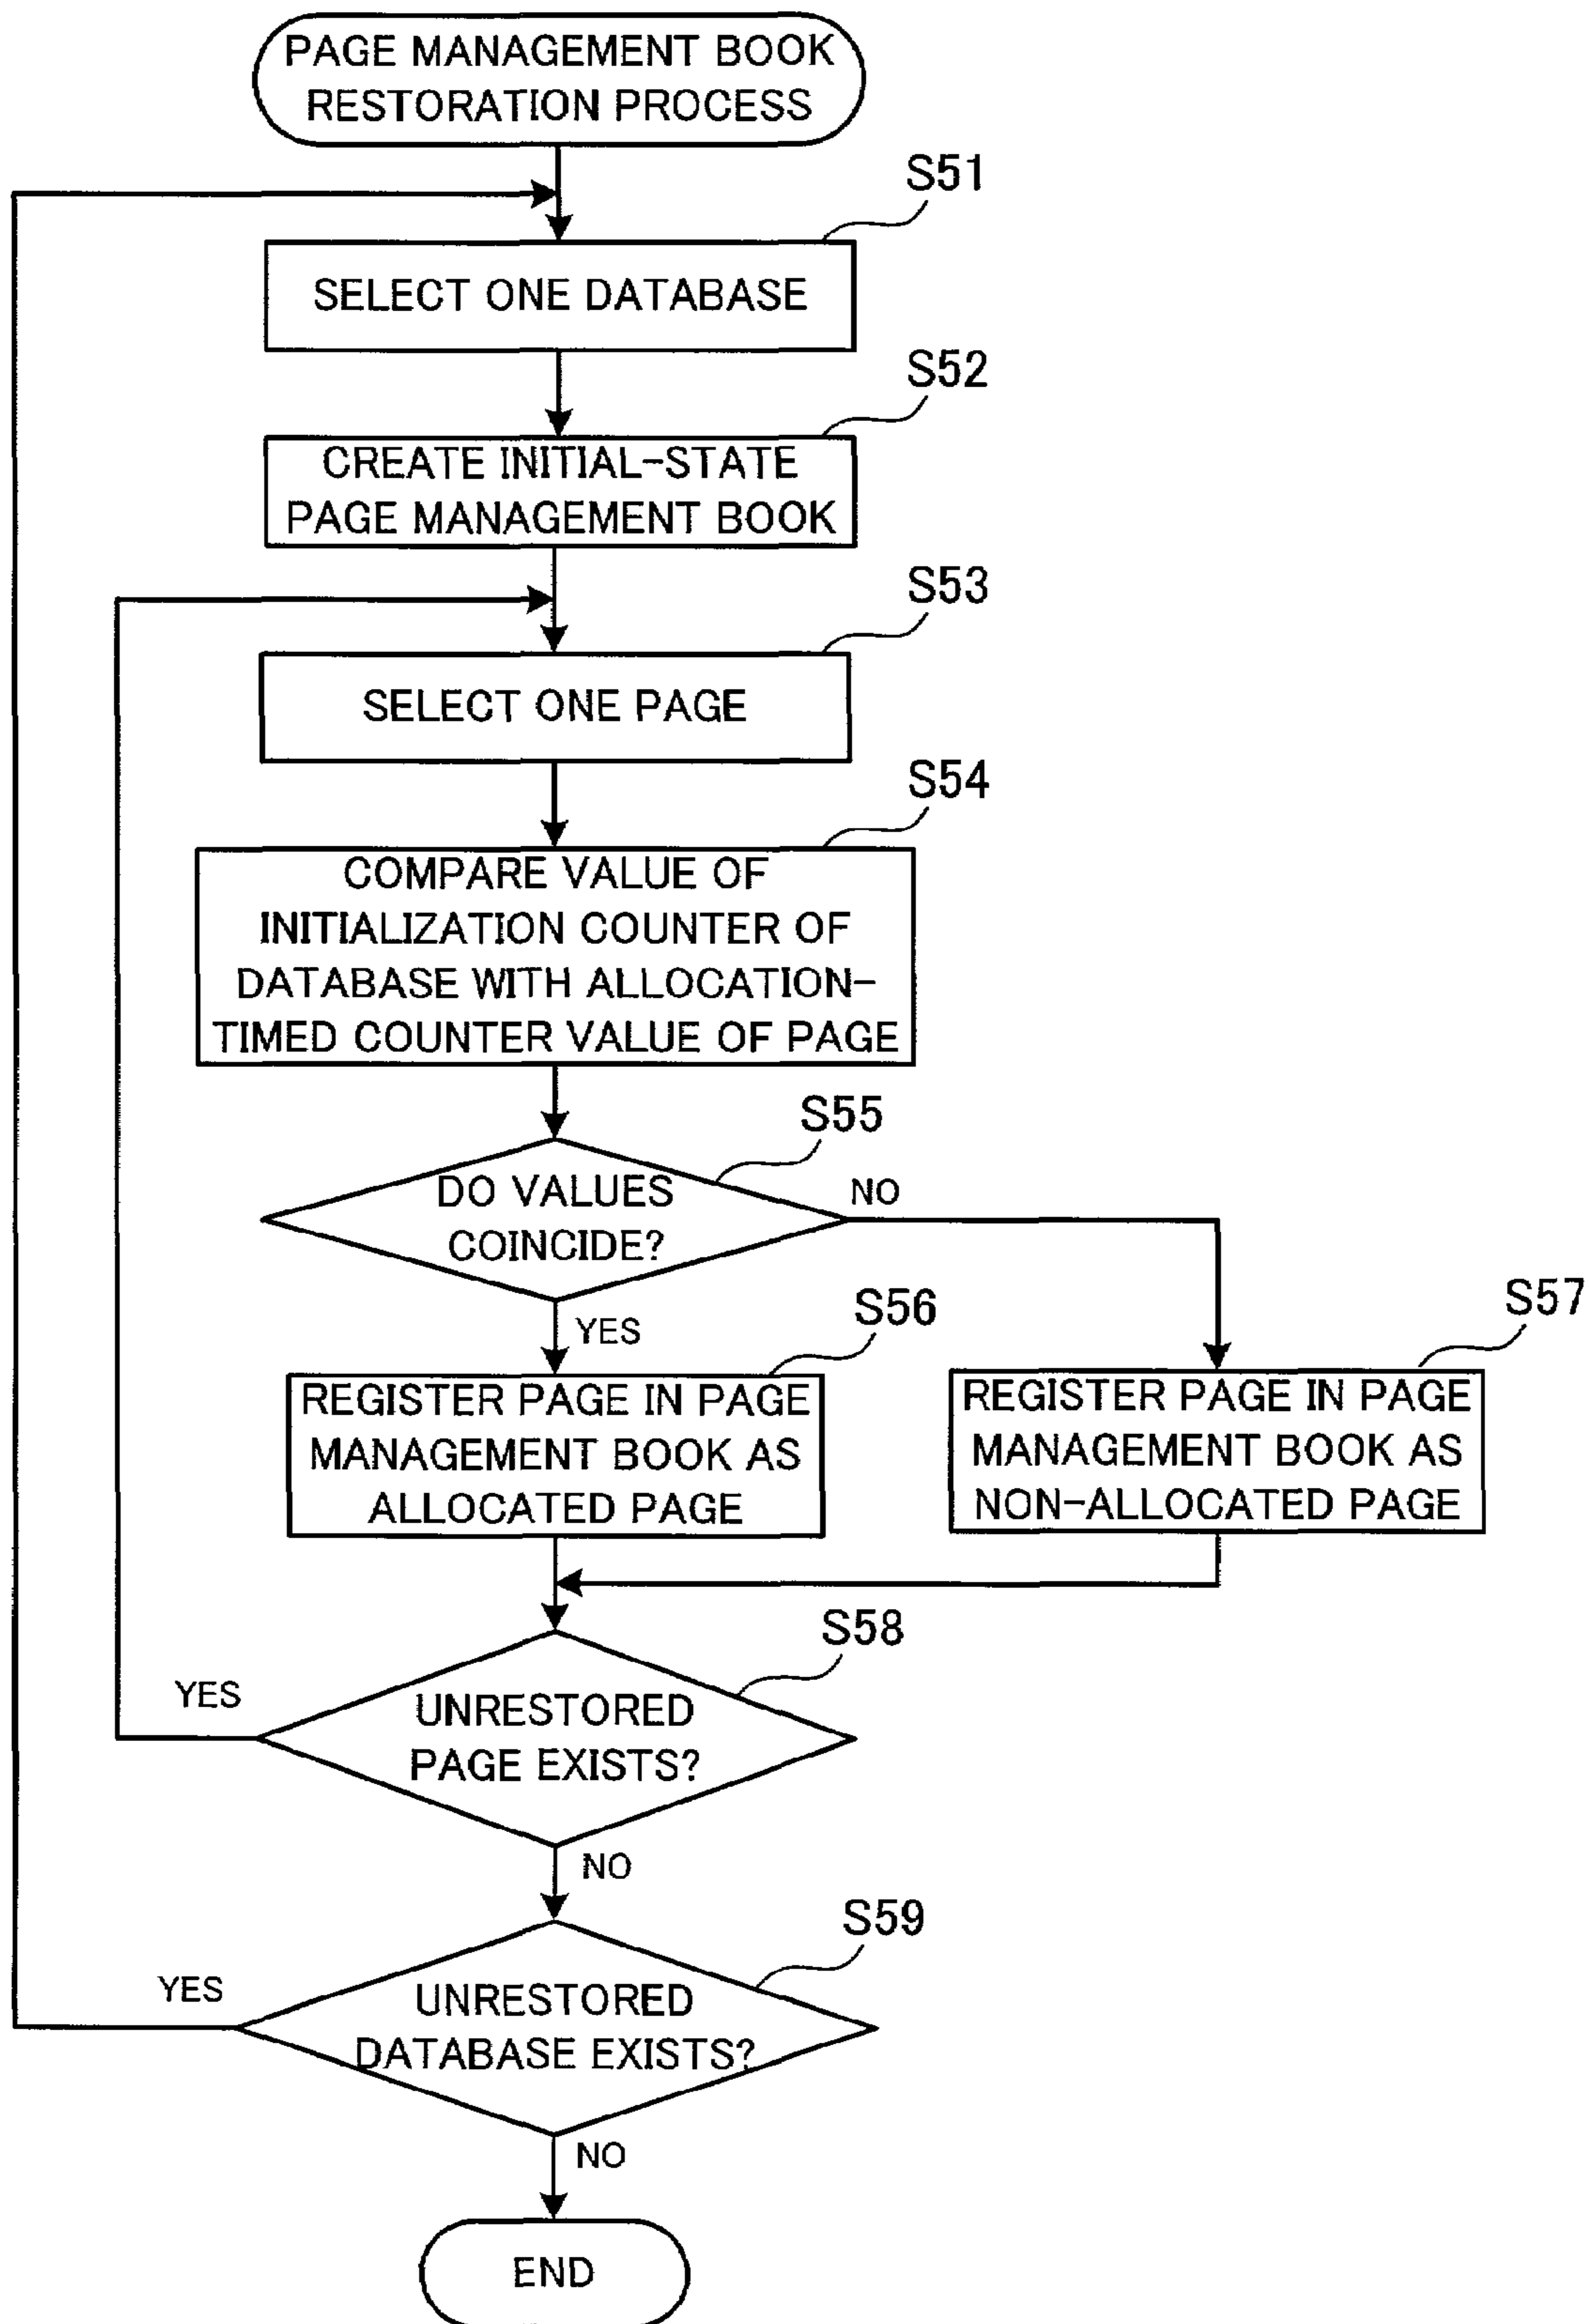 PAGE MANAGEMENT BOOK
RESTORATION PROCESS
S51
SELECT ONE DATABASE
S52
CREATE INITIAL-STATE
PAGE MANAGEMENT BOOK
S53
SELECT ONE PAGE
S54
COMPARE VALUE OF
INITIALIZATION COUNTER OF
DATABASE WITH ALLOCATION-
TIMED COUNTER VALUE OF PAGE
S55
DO VALUES
COINCIDE?
NO
YES
S56
REGISTER PAGE IN PAGE
MANAGEMENT BOOK AS
ALLOCATED PAGE
S57
REGISTER PAGE IN PAGE
MANAGEMENT BOOK AS
NON-ALLOCATED PAGE
S58
YES
UNRESTORED
PAGE EXISTS?
NO
S59
YES
UNRESTORED
DATABASE EXISTS?
NO
END